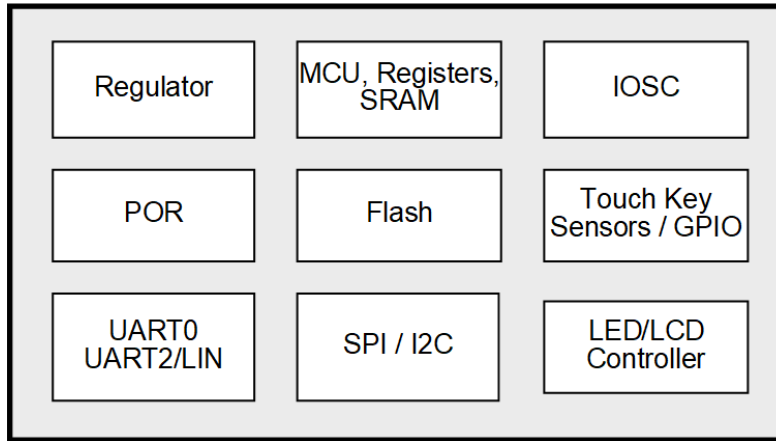 Regulator
MCU, Registers,
SRAM
IOSC
POR
Flash
Touch Key
Sensors / GPIO
UART0
UART2/LIN
SPI / I2C
LED/LCD
Controller